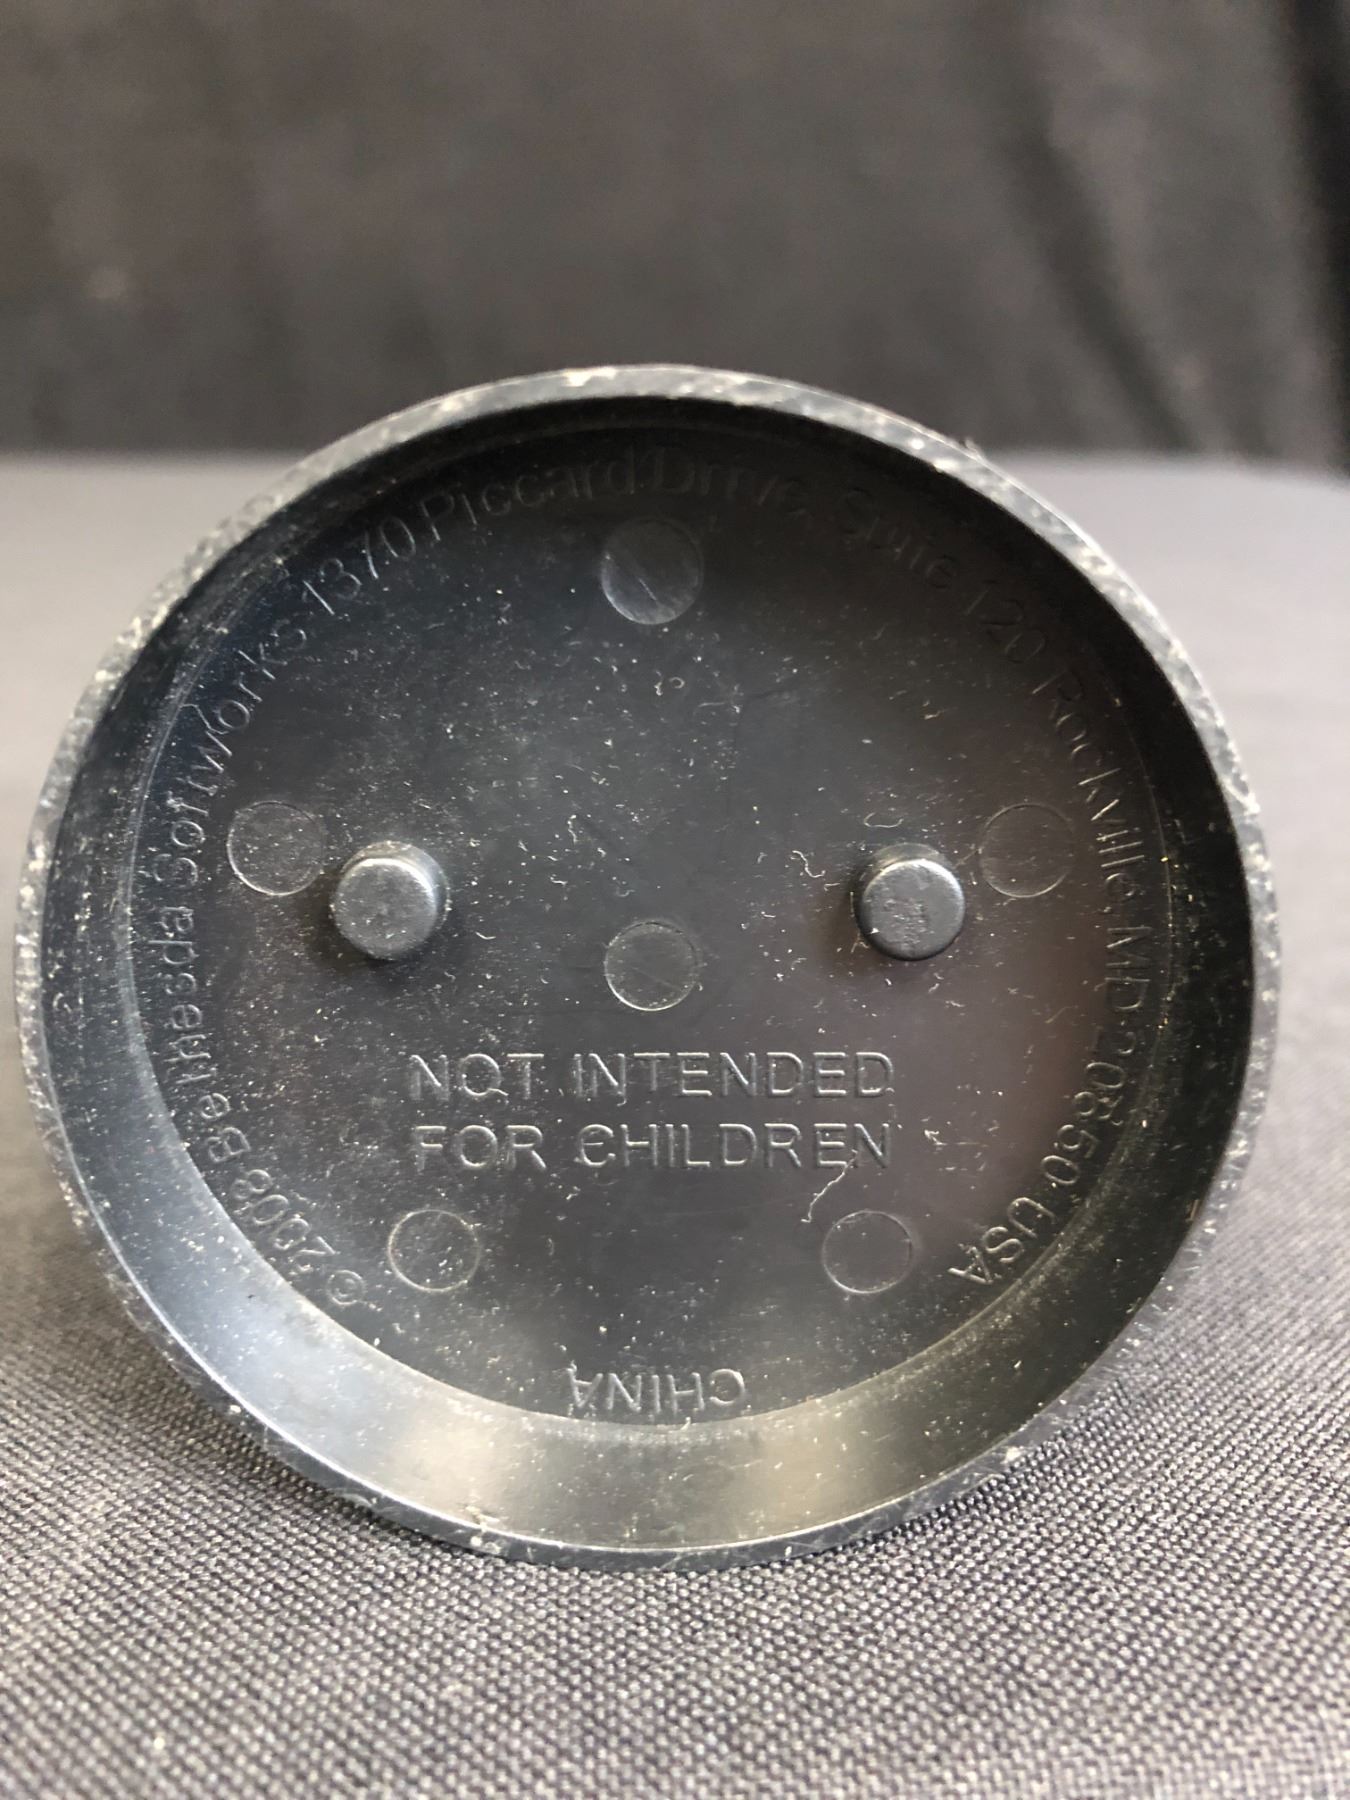 © 2008 Bethesda Softworks 1370 Piccard Drive, Suite 120 Rockville, MD 20850 USA
NOT INTENDED
FOR CHILDREN
CHINA